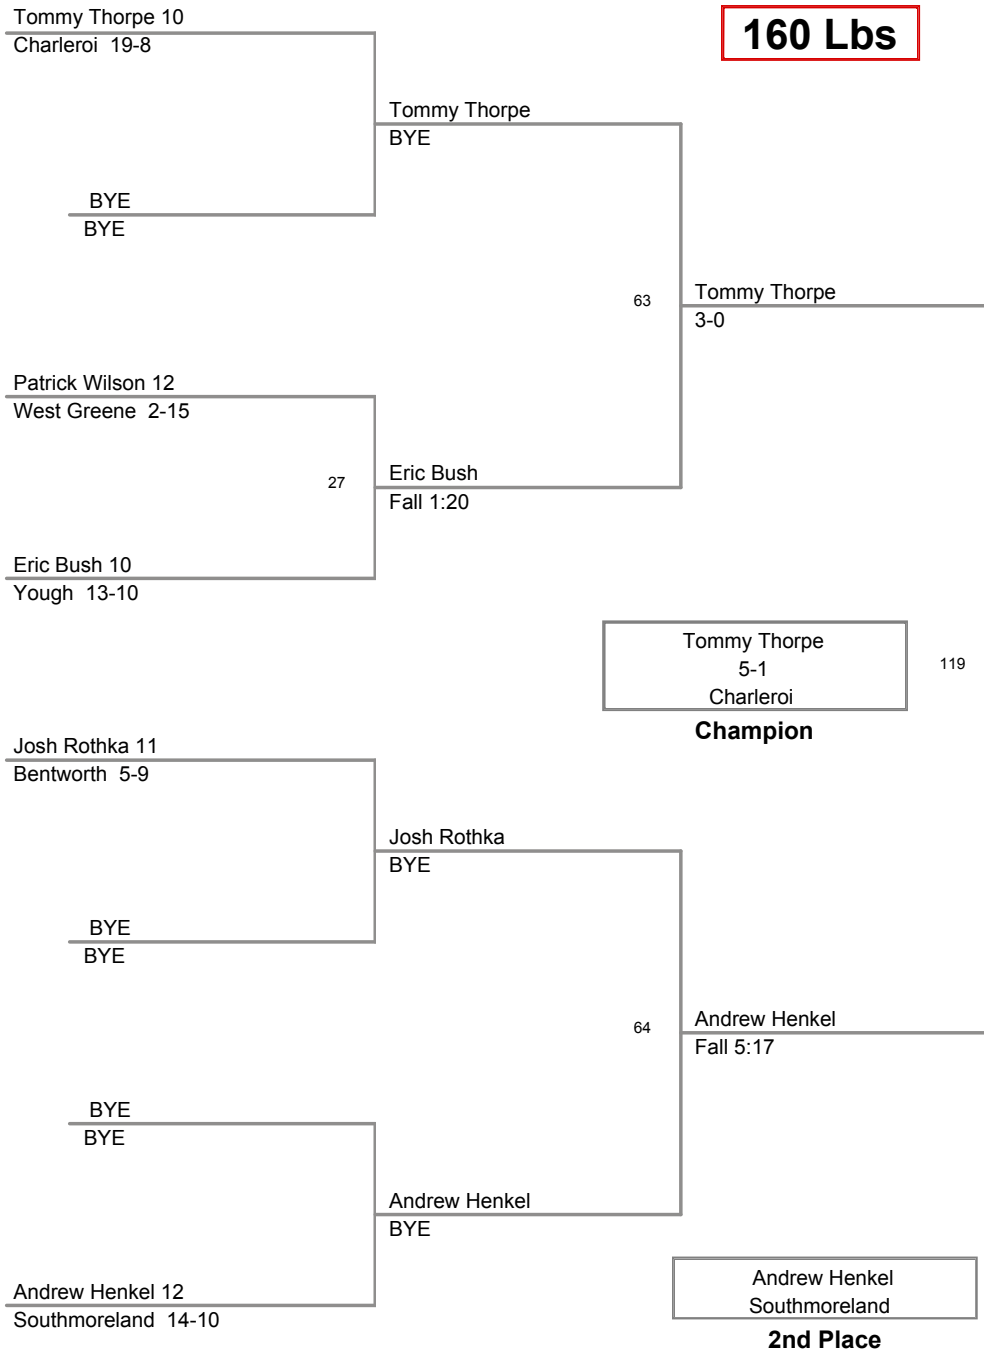 Tommy Thorpe 10
160 Lbs
Charleroi 19-8
Tommy Thorpe
BYE
BYE
BYE
63
Tommy Thorpe
3-0
Patrick Wilson 12
West Greene 2-15
27
Eric Bush
Fall 1:20
Eric Bush 10
Yough 13-10
Tommy Thorpe
5-1
119
Charleroi
Champion
Josh Rothka 11
Bentworth 5-9
Josh Rothka
BYE
BYE
BYE
64
Andrew Henkel
Fall 5:17
BYE
BYE
Andrew Henkel
BYE
Andrew Henkel 12
Southmoreland 14-10
Andrew Henkel
Southmoreland
2nd Place